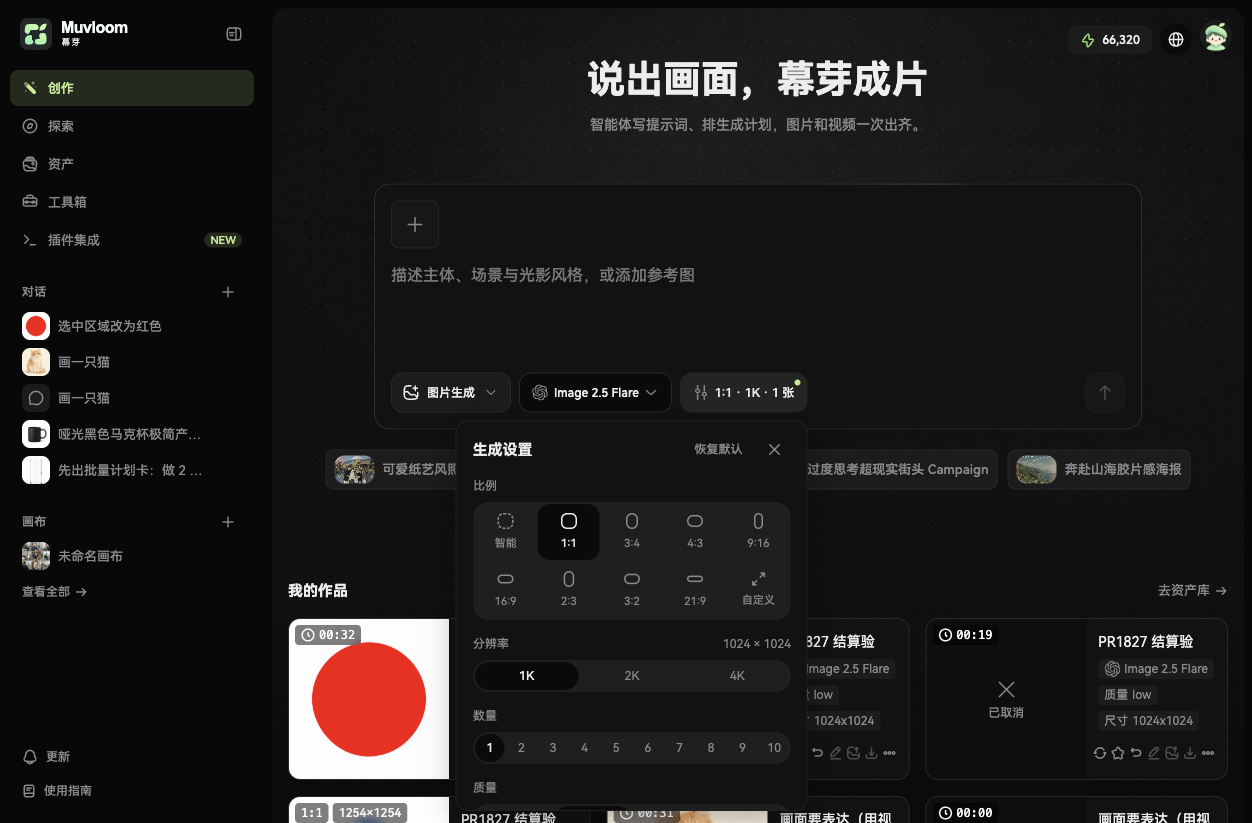 Muvloom
幕芽
创作
探索
资产
工具箱
插件集成
NEW
对话
选中区域改为红色
画一只猫
画一只猫
哑光黑色马克杯极简产…
先出批量计划卡：做 2 …
画布
未命名画布
查看全部
更新
使用指南
66,320
说出画面，幕芽成片
智能体写提示词、排生成计划，图片和视频一次出齐。
描述主体、场景与光影风格，或添加参考图
图片生成
Image 2.5 Flare
1:1 · 1K · 1 张
可爱纸艺风照
过度思考超现实街头 Campaign
奔赴山海胶片感海报
生成设置
恢复默认
比例
智能
1:1
3:4
4:3
9:16
16:9
2:3
3:2
21:9
自定义
分辨率
1024 × 1024
1K
2K
4K
数量
1 2 3 4 5 6 7 8 9 10
质量
我的作品
去资产库
00:32
1827 结算验
Image 2.5 Flare
low
1024x1024
00:19
已取消
PR1827 结算验
Image 2.5 Flare
质量 low
尺寸 1024x1024
1:1
1254×1254
PR1827 结算验
00:31
画面要表达（用视
00:00
画面要表达（用视